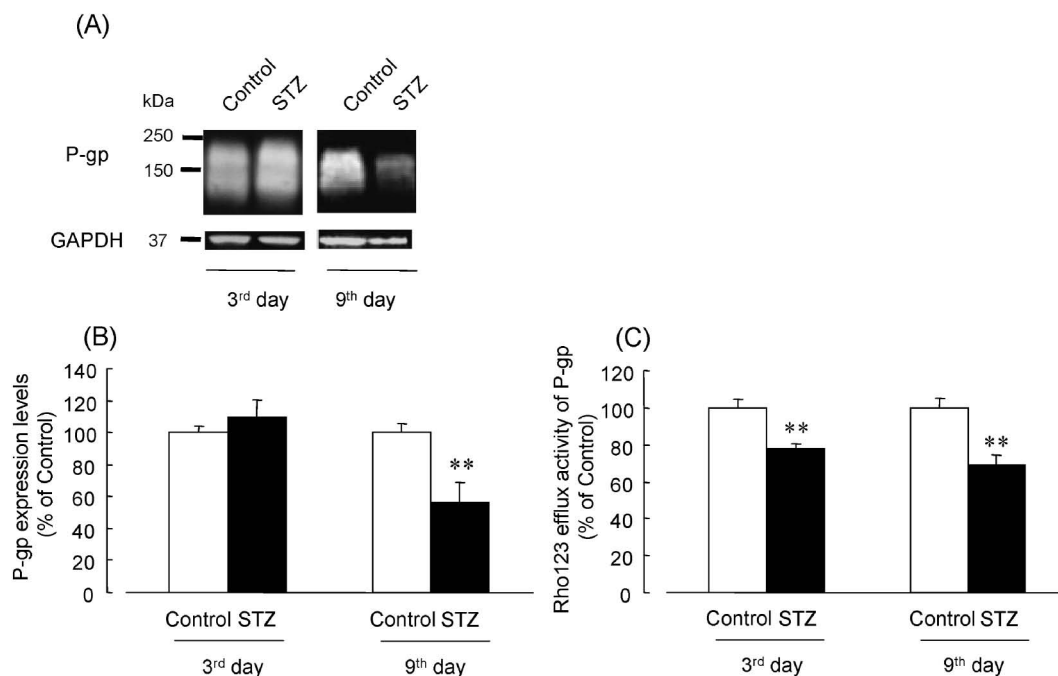 (A)
Control
STZ
Control
STZ
kDa
250
P-gp
150
GAPDH
37
3rd day
9th day
(B)
P-gp expression levels
(% of Control)
140
120
100
80
60
40
20
0
**
Control STZ
Control STZ
3rd day
9th day
(C)
Rho123 efflux activity of P-gp
(% of Control)
120
100
80
60
40
20
0
**
**
Control STZ
Control STZ
3rd day
9th day